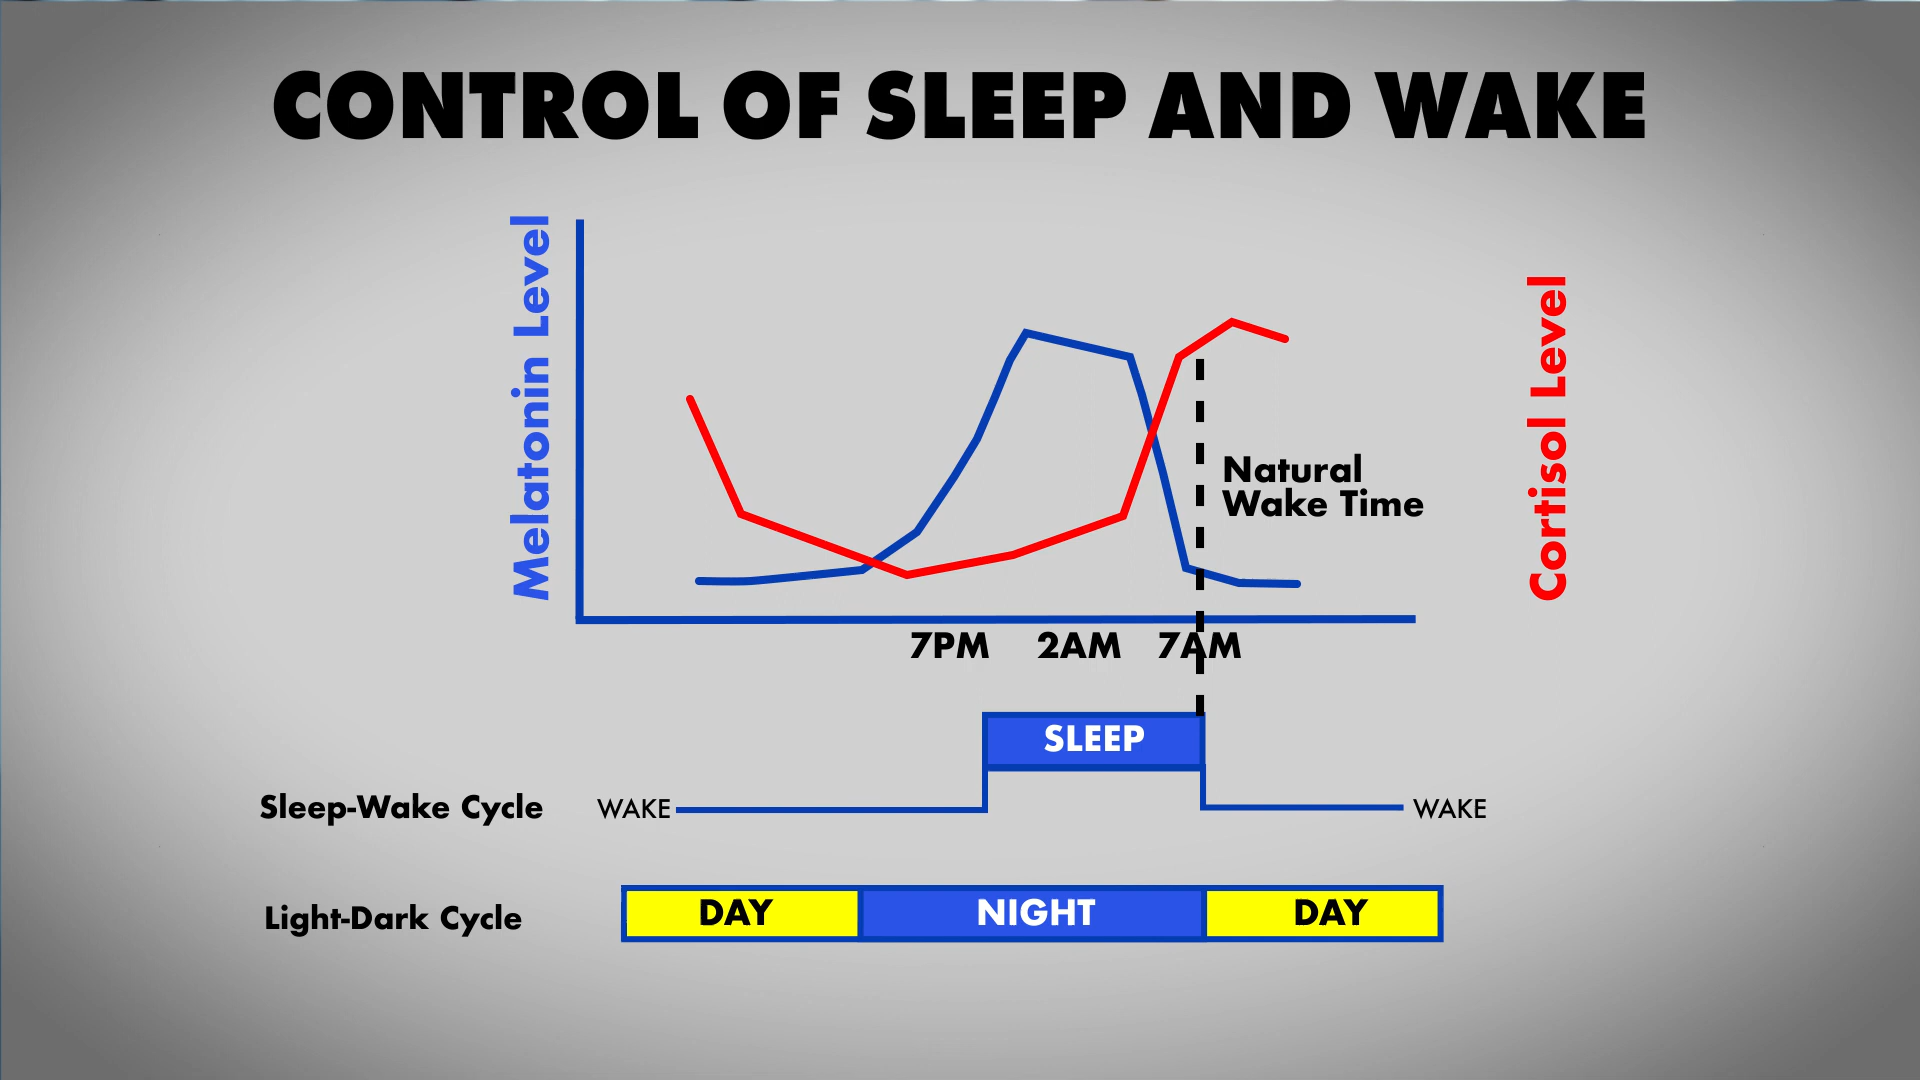 CONTROL OF SLEEP AND WAKE
Melatonin Level
Cortisol Level
Natural
Wake Time
7PM 2AM 7AM
SLEEP
Sleep-Wake Cycle WAKE WAKE
Light-Dark Cycle DAY NIGHT DAY